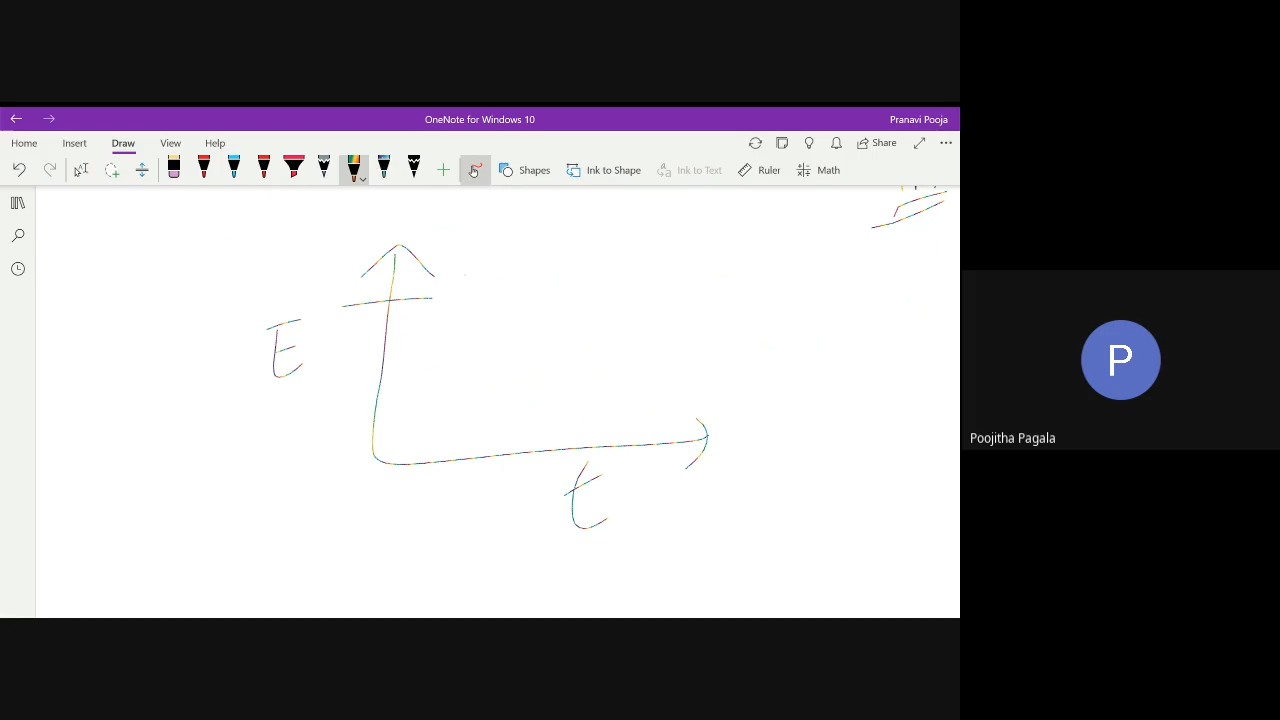 OneNote for Windows 10
Pranavi Pooja
Home Insert Draw View Help
Share
Shapes Ink to Shape Ink to Text Ruler Math
E
t
P
Poojitha Pagala